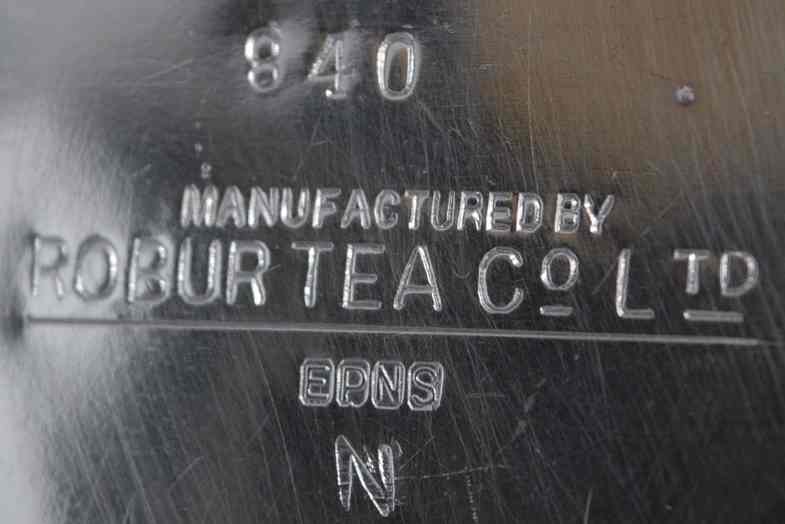 840
MANUFACTURED BY
ROBUR TEA Cº LTD
EPNS
N